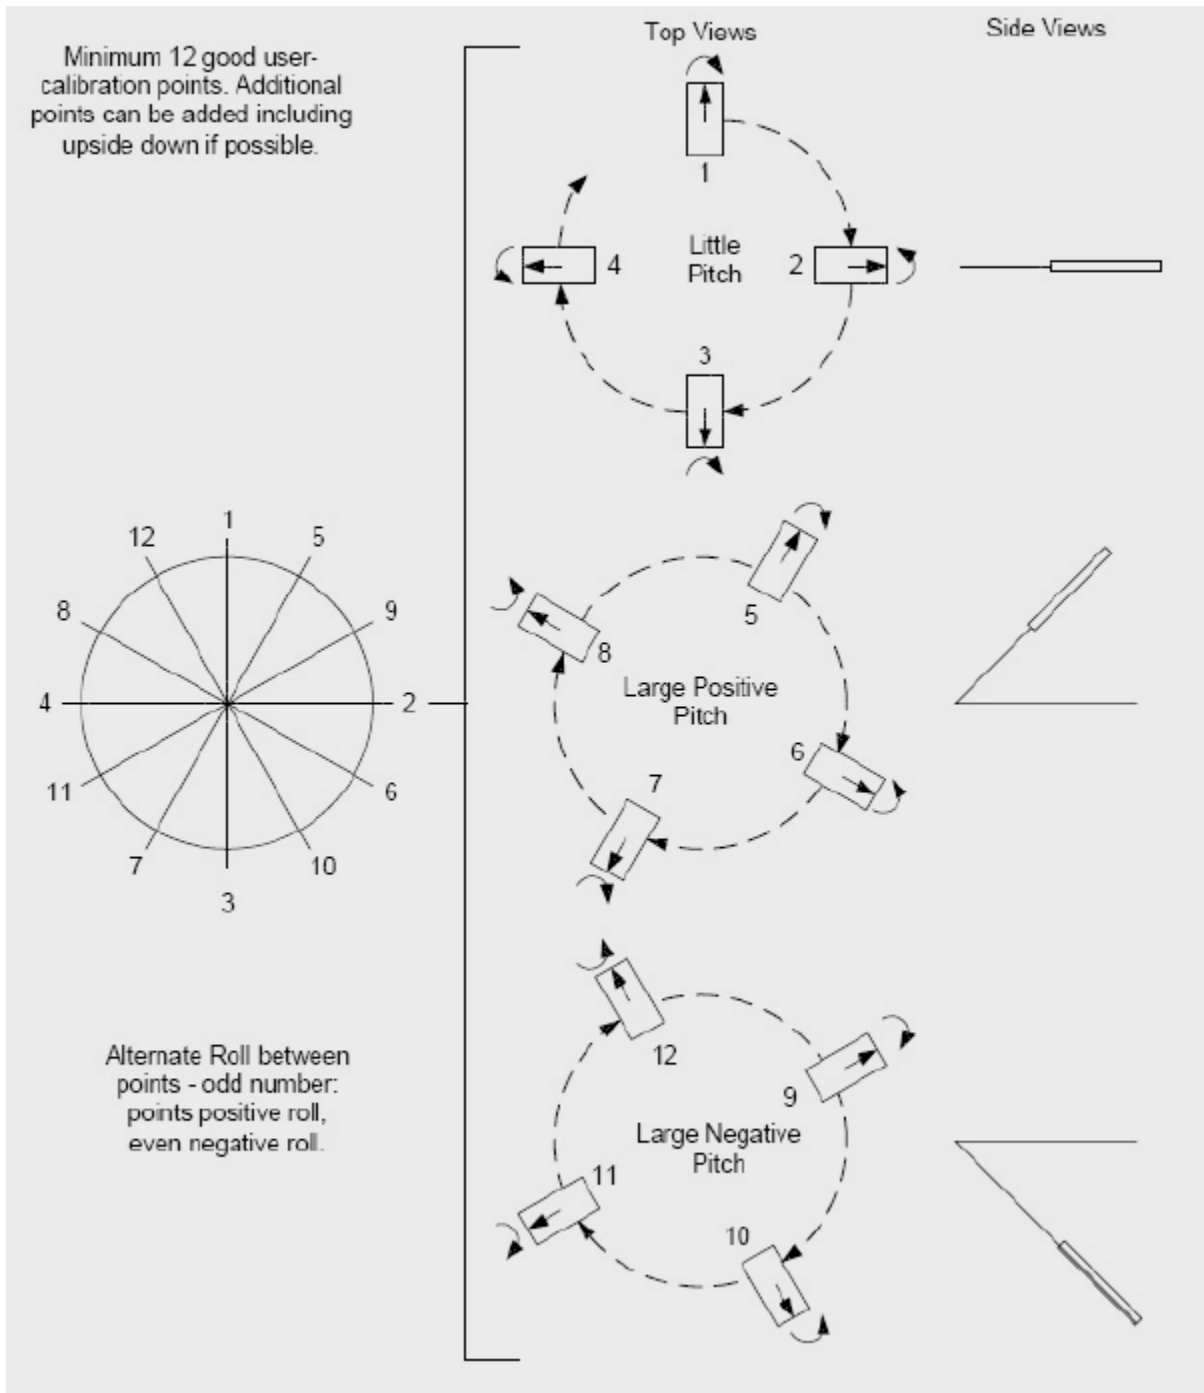 Minimum 12 good user-
calibration points. Additional
points can be added including
upside down if possible.
Top Views
Side Views
1
Little
Pitch
4
2
3
1
12
5
8
9
4
2
11
6
7
10
3
5
8
Large Positive
Pitch
6
7
Alternate Roll between
points - odd number:
points positive roll,
even negative roll.
12
9
Large Negative
Pitch
11
10